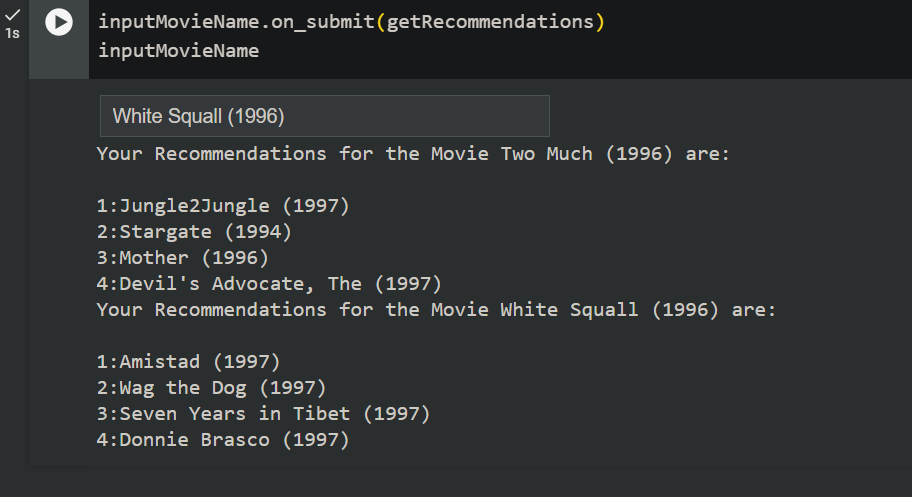 inputMovieName.on_submit(getRecommendations)
1s
inputMovieName
White Squall (1996)
Your Recommendations for the Movie Two Much (1996) are:
1:Jungle2Jungle (1997)
2:Stargate (1994)
3:Mother (1996)
4:Devil's Advocate, The (1997)
Your Recommendations for the Movie White Squall (1996) are:
1:Amistad (1997)
2:Wag the Dog (1997)
3:Seven Years in Tibet (1997)
4:Donnie Brasco (1997)